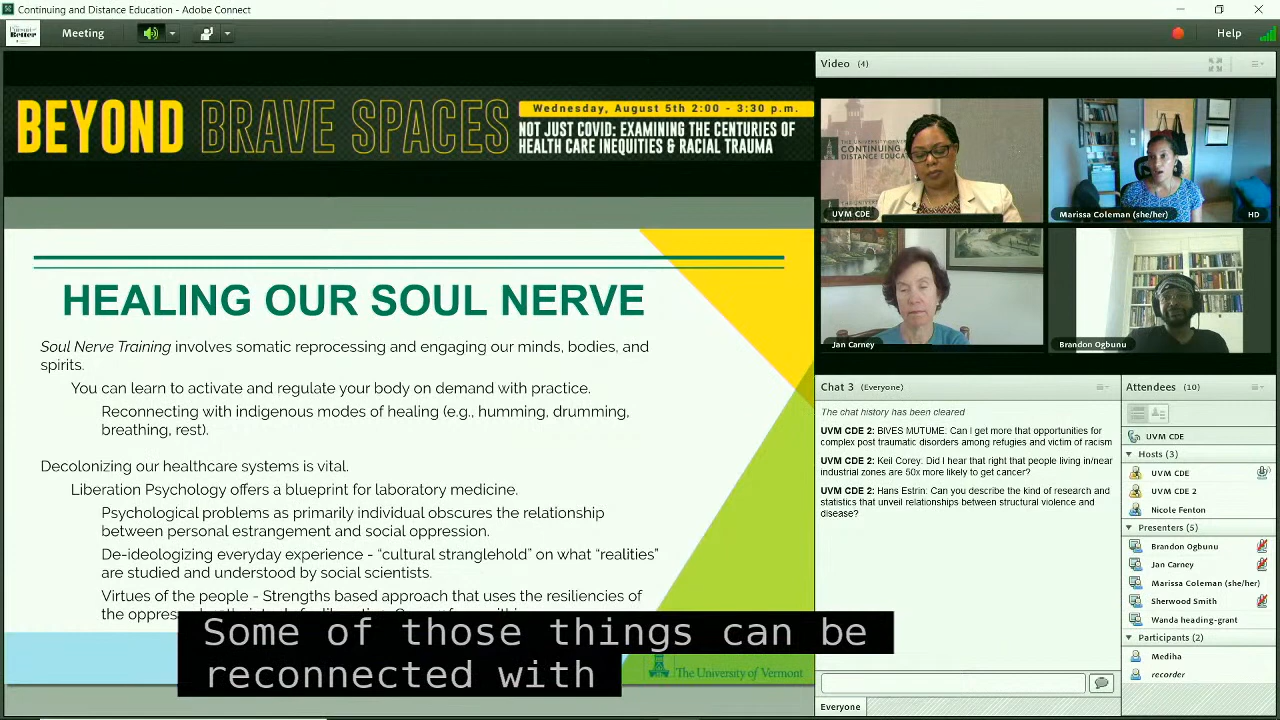 Continuing and Distance Education - Adobe Connect
Meeting
Help
BEYOND BRAVE SPACES
Wednesday, August 5th 2:00 - 3:30 p.m.
NOT JUST COVID: EXAMINING THE CENTURIES OF
HEALTH CARE INEQUITIES & RACIAL TRAUMA
HEALING OUR SOUL NERVE
Soul Nerve Training involves somatic reprocessing and engaging our minds, bodies, and
spirits.
You can learn to activate and regulate your body on demand with practice.
Reconnecting with indigenous modes of healing (e.g., humming, drumming,
breathing, rest).
Decolonizing our healthcare systems is vital.
Liberation Psychology offers a blueprint for laboratory medicine.
Psychological problems as primarily individual obscures the relationship
between personal estrangement and social oppression.
De-ideologizing everyday experience - “cultural stranglehold” on what “realities”
are studied and understood by social scientists.
Virtues of the people - Strengths based approach that uses the resiliencies of
the
Some of those things can be
reconnected with
The University of Vermont
Video (4)
UVM CDE
Marissa Coleman (she/her)
HD
Jan Carney
Brandon Ogbunu
Chat 3 (Everyone)
The chat history has been cleared
UVM CDE 2: BIVES MUTUME: Can I get more that opportunities for
complex post traumatic disorders among refugies and victim of racism
UVM CDE 2: Keil Corey: Did I hear that right that people living in/near
industrial zones are 50x more likely to get cancer?
UVM CDE 2: Hans Estrin: Can you describe the kind of research and
statistics that unveil relationships between structural violence and
disease?
Everyone
Attendees (10)
UVM CDE
Hosts (3)
UVM CDE
UVM CDE 2
Nicole Fenton
Presenters (5)
Brandon Ogbunu
Jan Carney
Marissa Coleman (she/her)
Sherwood Smith
Wanda heading-grant
Participants (2)
Mediha
recorder